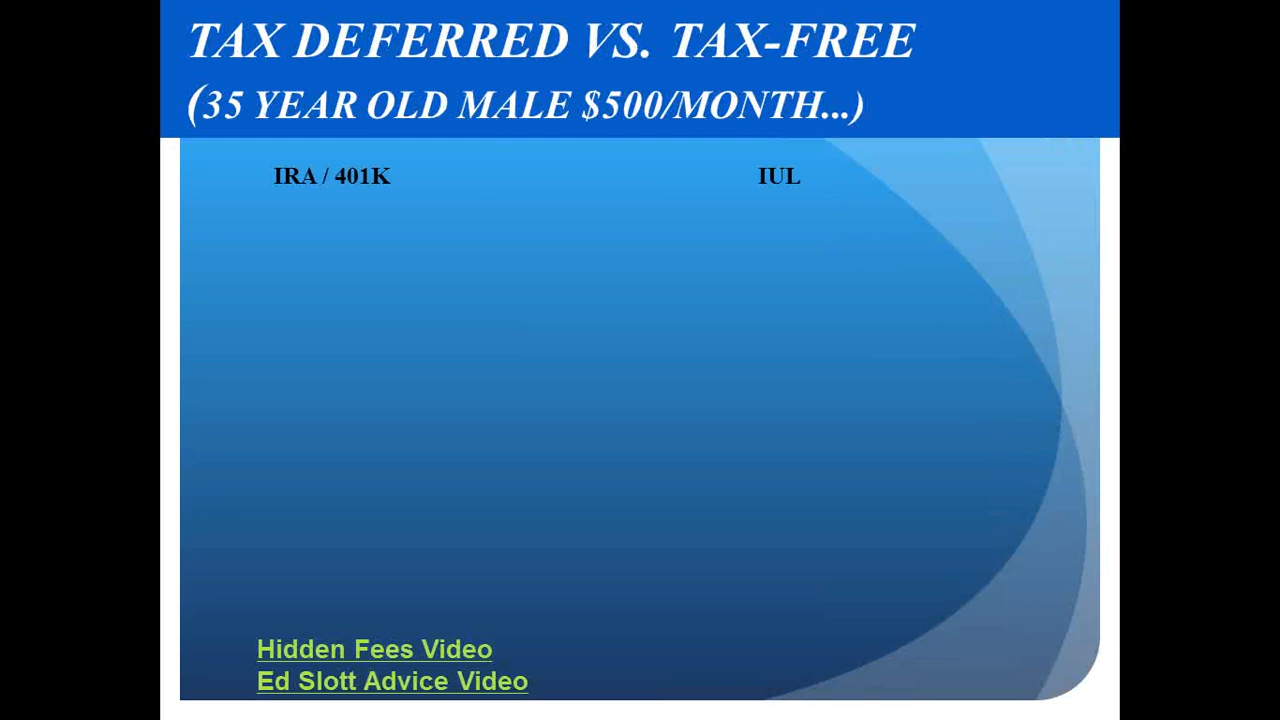 TAX DEFERRED VS. TAX-FREE
(35 YEAR OLD MALE $500/MONTH...)
IRA / 401K
IUL
Hidden Fees Video
Ed Slott Advice Video